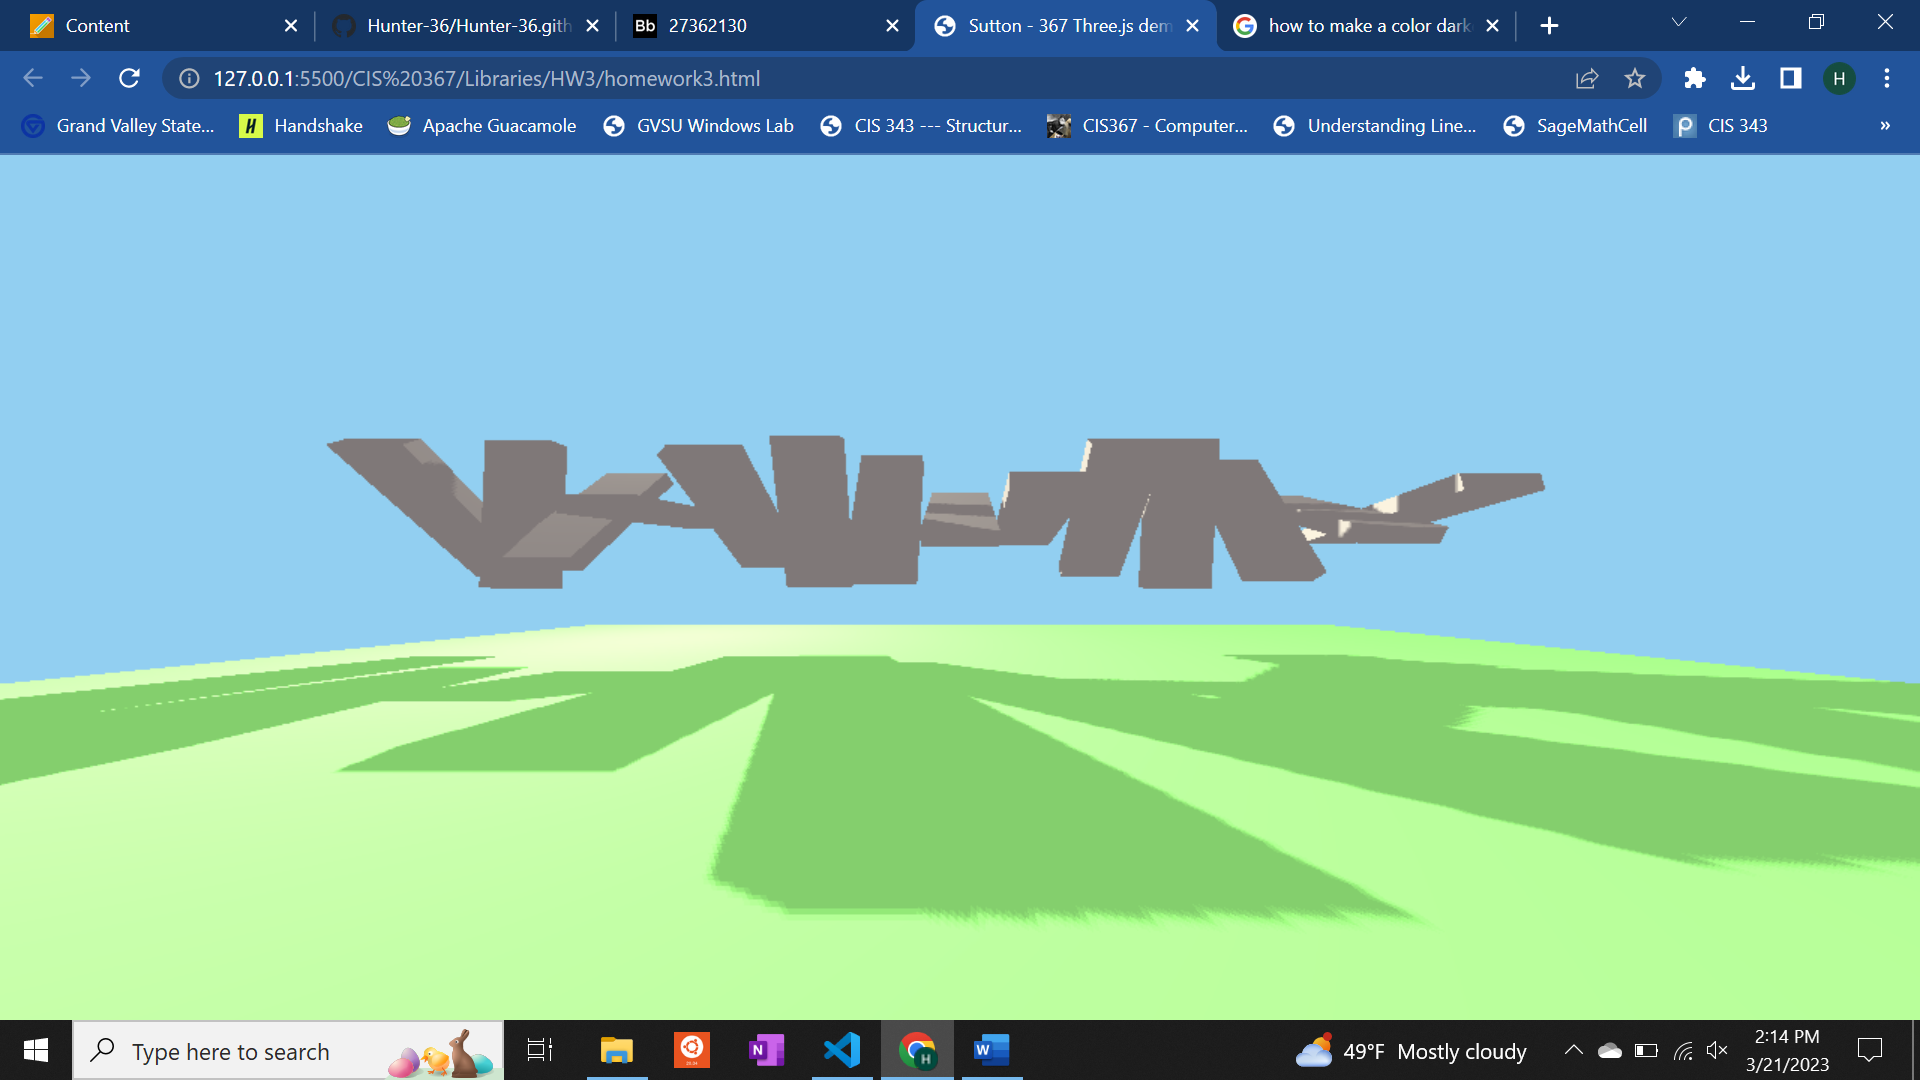 Content
Hunter-36/Hunter-36.gith
Bb 27362130
Sutton - 367 Three.js dem
how to make a color dark
127.0.0.1:5500/CIS%20367/Libraries/HW3/homework3.html
H
Grand Valley State...
H Handshake
Apache Guacamole
GVSU Windows Lab
CIS 343 --- Structur...
CIS367 - Computer...
Understanding Line...
SageMathCell
P CIS 343
»
Type here to search
N
H
W
49°F Mostly cloudy
2:14 PM
3/21/2023